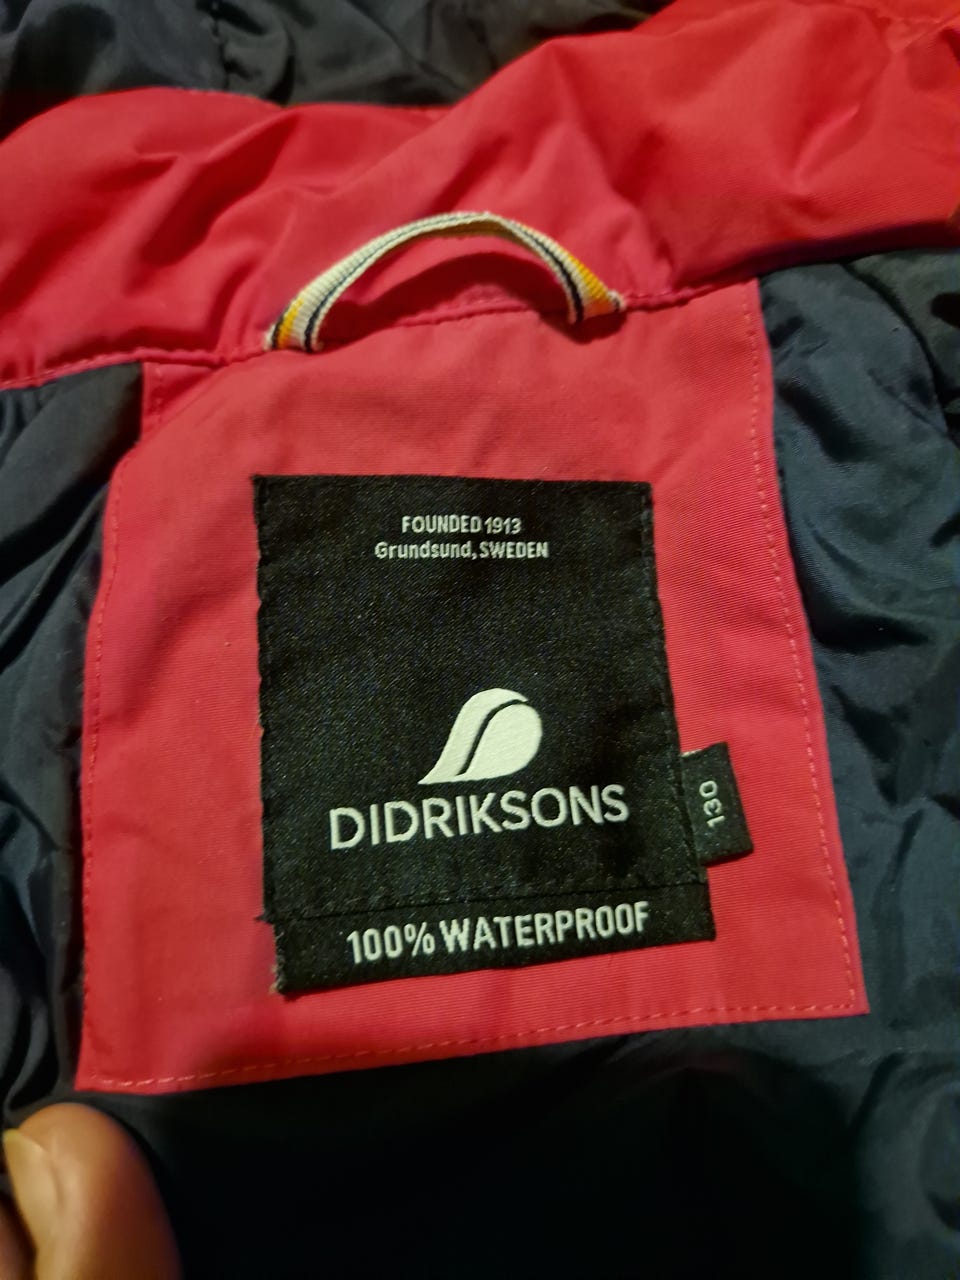 FOUNDED 1913
Grundsund, SWEDEN
DIDRIKSONS
130
100% WATERPROOF